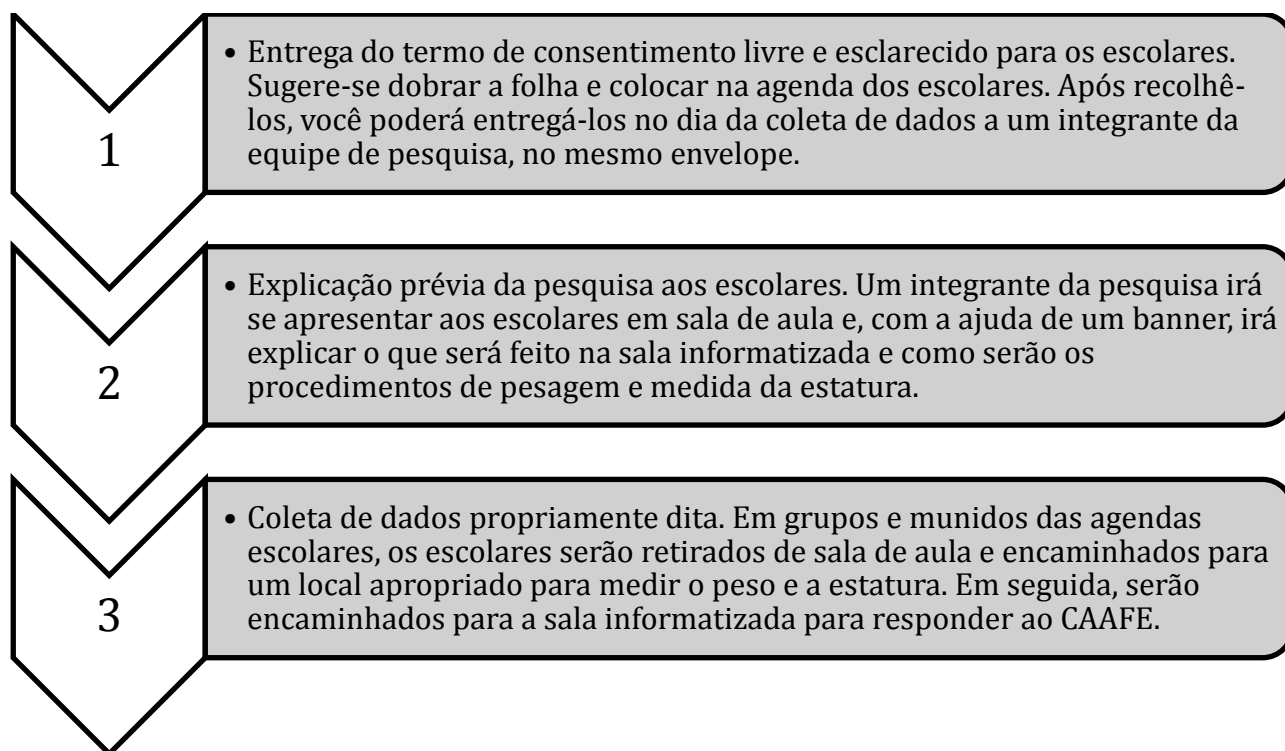 1
• Entrega do termo de consentimento livre e esclarecido para os escolares.
Sugere-se dobrar a folha e colocar na agenda dos escolares. Após recolhê-
los, você poderá entregá-los no dia da coleta de dados a um integrante da
equipe de pesquisa, no mesmo envelope.
2
• Explicação prévia da pesquisa aos escolares. Um integrante da pesquisa irá
se apresentar aos escolares em sala de aula e, com a ajuda de um banner, irá
explicar o que será feito na sala informatizada e como serão os
procedimentos de pesagem e medida da estatura.
3
• Coleta de dados propriamente dita. Em grupos e munidos das agendas
escolares, os escolares serão retirados de sala de aula e encaminhados para
um local apropriado para medir o peso e a estatura. Em seguida, serão
encaminhados para a sala informatizada para responder ao CAAFE.